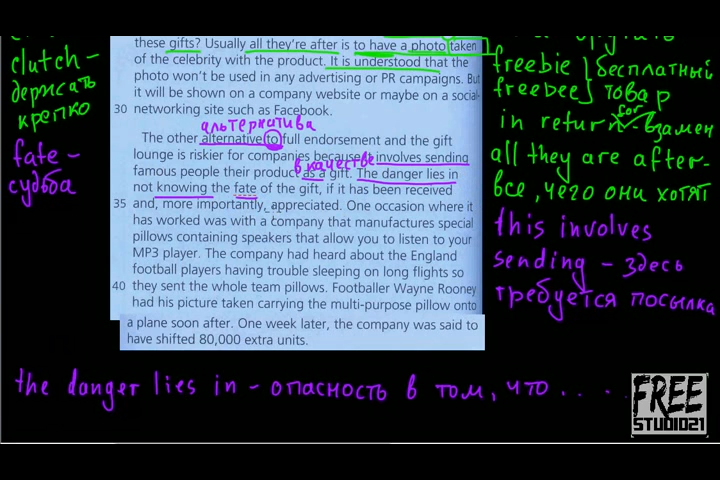 clutch -
держать
крепко
fate -
судьба
these gifts? Usually all they're after is to have a photo taken
of the celebrity with the product. It is understood that the
photo won't be used in any advertising or PR campaigns. But
it will be shown on a company website or maybe on a social-
30 networking site such as Facebook.
альтернатива
The other alternative to full endorsement and the gift
lounge is riskier for companies because it involves sending
в качестве
famous people their product as a gift. The danger lies in
not knowing the fate of the gift, if it has been received
35 and, more importantly, appreciated. One occasion where it
has worked was with a company that manufactures special
pillows containing speakers that allow you to listen to your
MP3 player. The company had heard about the England
football players having trouble sleeping on long flights so
40 they sent the whole team pillows. Footballer Wayne Rooney
had his picture taken carrying the multi-purpose pillow onto
a plane soon after. One week later, the company was said to
have shifted 80,000 extra units.
freebie } бесплатный
freebee } товар
for
in return - взамен
all they are after -
все, чего они хотят
this involves
sending - здесь
требуется посылка
the danger lies in - опасность в том, что . . . .
FREE
STUDIO21